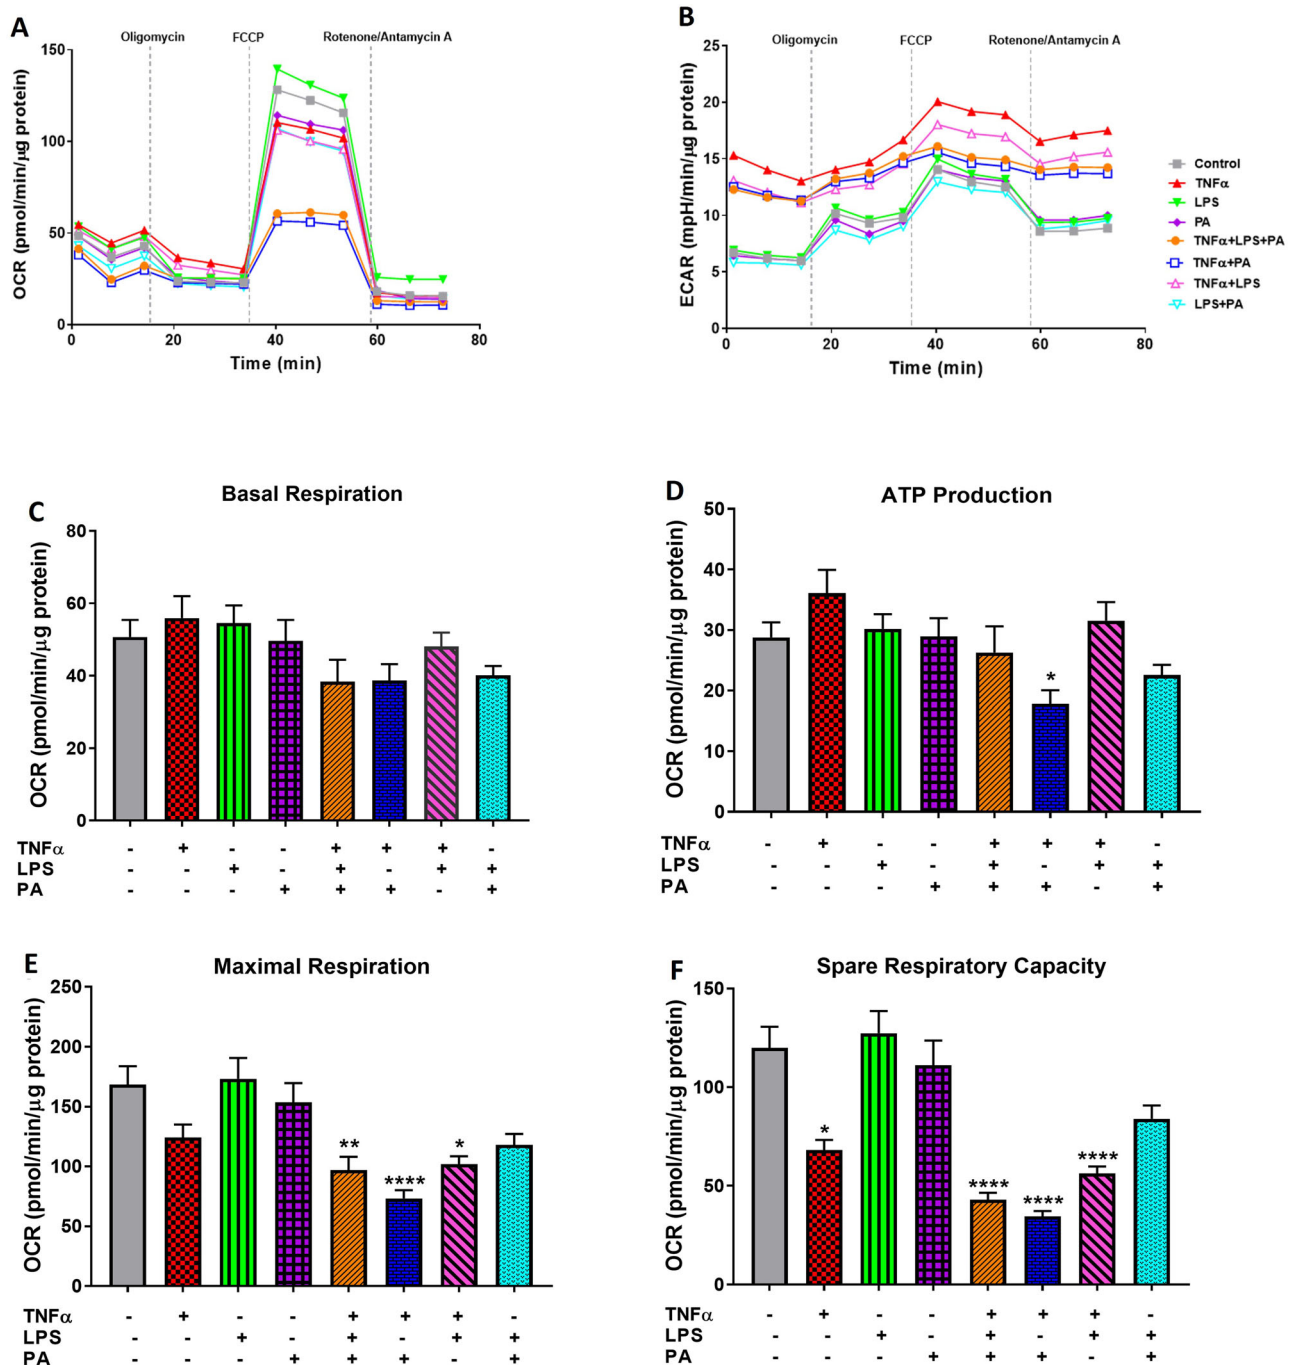 A
Oligomycin
FCCP
Rotenone/Antamycin A
OCR (pmol/min/μg protein)
150
100
50
0
0 20 40 60 80
Time (min)
B
Oligomycin
FCCP
Rotenone/Antamycin A
ECAR (mpH/min/μg protein)
25
20
15
10
5
0
0 20 40 60 80
Time (min)
Control
TNFα
LPS
PA
TNFα+LPS+PA
TNFα+PA
TNFα+LPS
LPS+PA
C
Basal Respiration
OCR (pmol/min/μg protein)
80
60
40
20
0
TNFα - + - - + + + -
LPS - - + - + - + +
PA - - - + + + - +
D
ATP Production
OCR (pmol/min/μg protein)
50
40
30
20
10
0
*
TNFα - + - - + + + -
LPS - - + - + - + +
PA - - - + + + - +
E
Maximal Respiration
OCR (pmol/min/μg protein)
250
200
150
100
50
0
** **** *
TNFα - + - - + + + -
LPS - - + - + - + +
PA - - - + + + - +
F
Spare Respiratory Capacity
OCR (pmol/min/μg protein)
150
100
50
0
* **** **** ****
TNFα - + - - + + + -
LPS - - + - + - + +
PA - - - + + + - +